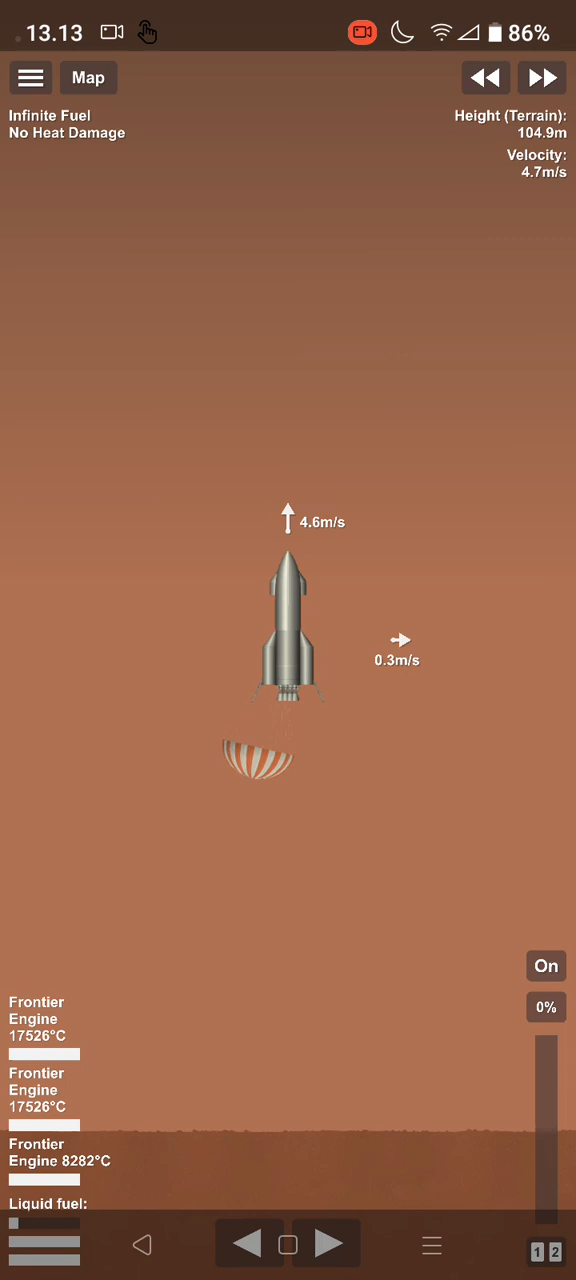 13.13
86%
Map
Infinite Fuel
No Heat Damage
Height (Terrain):
104.9m
Velocity:
4.7m/s
4.6m/s
0.3m/s
On
0%
Frontier
Engine
17526°C
Frontier
Engine
17526°C
Frontier
Engine 8282°C
Liquid fuel:
1 2